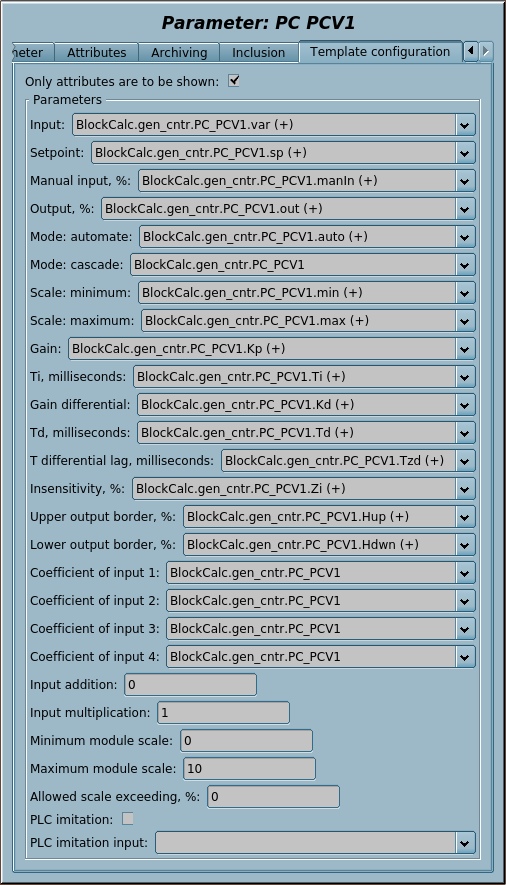 Parameter: PC PCV1
neter Attributes Archiving Inclusion Template configuration
Only attributes are to be shown:
Parameters
Input: BlockCalc.gen_cntr.PC_PCV1.var (+)
Setpoint: BlockCalc.gen_cntr.PC_PCV1.sp (+)
Manual input, %: BlockCalc.gen_cntr.PC_PCV1.manIn (+)
Output, %: BlockCalc.gen_cntr.PC_PCV1.out (+)
Mode: automate: BlockCalc.gen_cntr.PC_PCV1.auto (+)
Mode: cascade: BlockCalc.gen_cntr.PC_PCV1
Scale: minimum: BlockCalc.gen_cntr.PC_PCV1.min (+)
Scale: maximum: BlockCalc.gen_cntr.PC_PCV1.max (+)
Gain: BlockCalc.gen_cntr.PC_PCV1.Kp (+)
Ti, milliseconds: BlockCalc.gen_cntr.PC_PCV1.Ti (+)
Gain differential: BlockCalc.gen_cntr.PC_PCV1.Kd (+)
Td, milliseconds: BlockCalc.gen_cntr.PC_PCV1.Td (+)
T differential lag, milliseconds: BlockCalc.gen_cntr.PC_PCV1.Tzd (+)
Insensitivity, %: BlockCalc.gen_cntr.PC_PCV1.Zi (+)
Upper output border, %: BlockCalc.gen_cntr.PC_PCV1.Hup (+)
Lower output border, %: BlockCalc.gen_cntr.PC_PCV1.Hdwn (+)
Coefficient of input 1: BlockCalc.gen_cntr.PC_PCV1
Coefficient of input 2: BlockCalc.gen_cntr.PC_PCV1
Coefficient of input 3: BlockCalc.gen_cntr.PC_PCV1
Coefficient of input 4: BlockCalc.gen_cntr.PC_PCV1
Input addition: 0
Input multiplication: 1
Minimum module scale: 0
Maximum module scale: 10
Allowed scale exceeding, %: 0
PLC imitation:
PLC imitation input: